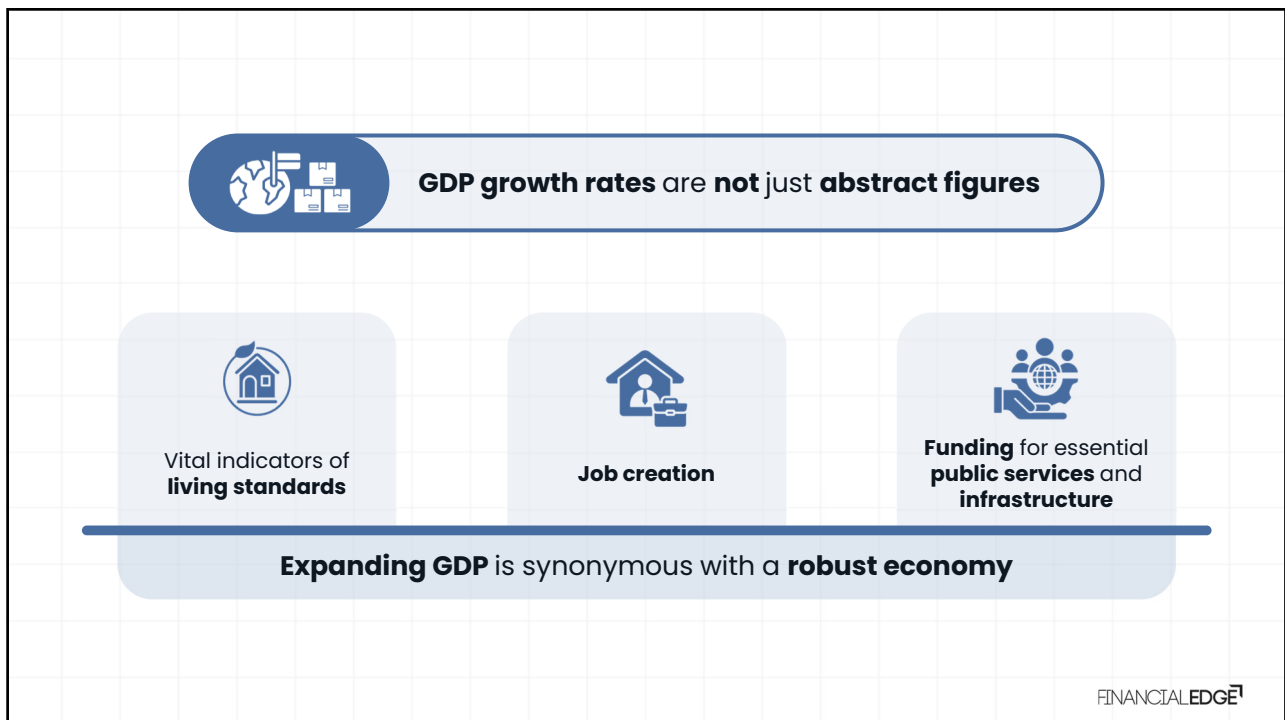 GDP growth rates are not just abstract figures
Vital indicators of
living standards
Job creation
Funding for essential
public services and
infrastructure
Expanding GDP is synonymous with a robust economy
FINANCIALEDGE